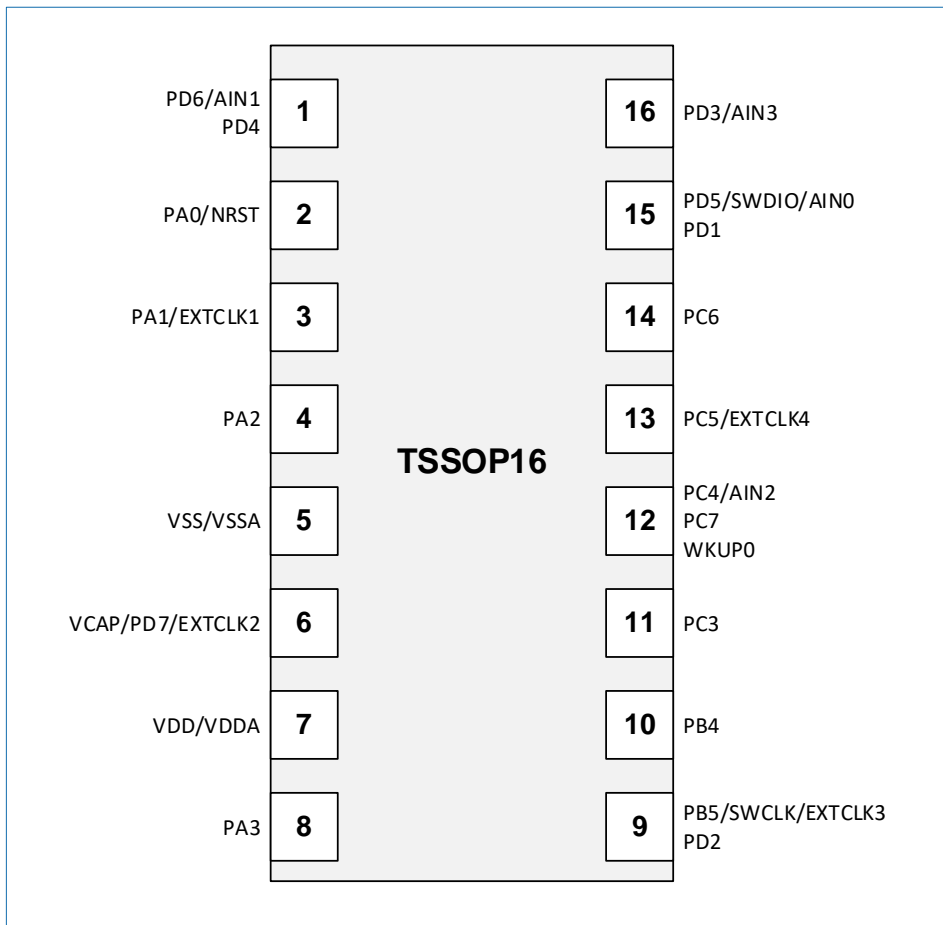 PD6/AIN1
PD4
1
PA0/NRST
2
PA1/EXTCLK1
3
PA2
4
VSS/VSSA
5
VCAP/PD7/EXTCLK2
6
VDD/VDDA
7
PA3
8
TSSOP16
16
PD3/AIN3
15
PD5/SWDIO/AIN0
PD1
14
PC6
13
PC5/EXTCLK4
12
PC4/AIN2
PC7
WKUP0
11
PC3
10
PB4
9
PB5/SWCLK/EXTCLK3
PD2